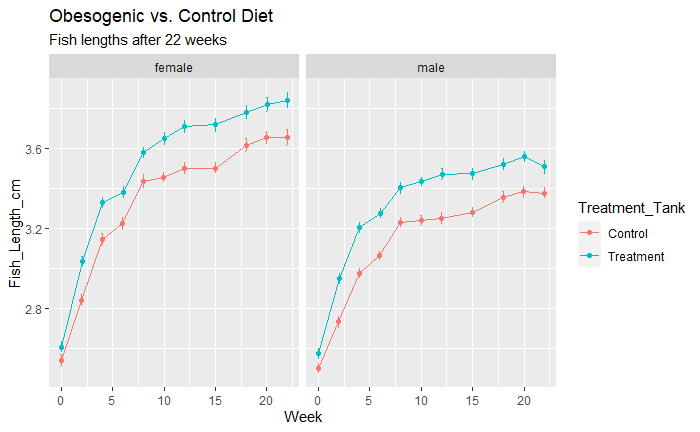 Obesogenic vs. Control Diet
Fish lengths after 22 weeks
female
male
Fish_Length_cm
3.6
3.2
2.8
0 5 10 15 20
0 5 10 15 20
Week
Treatment_Tank
Control
Treatment